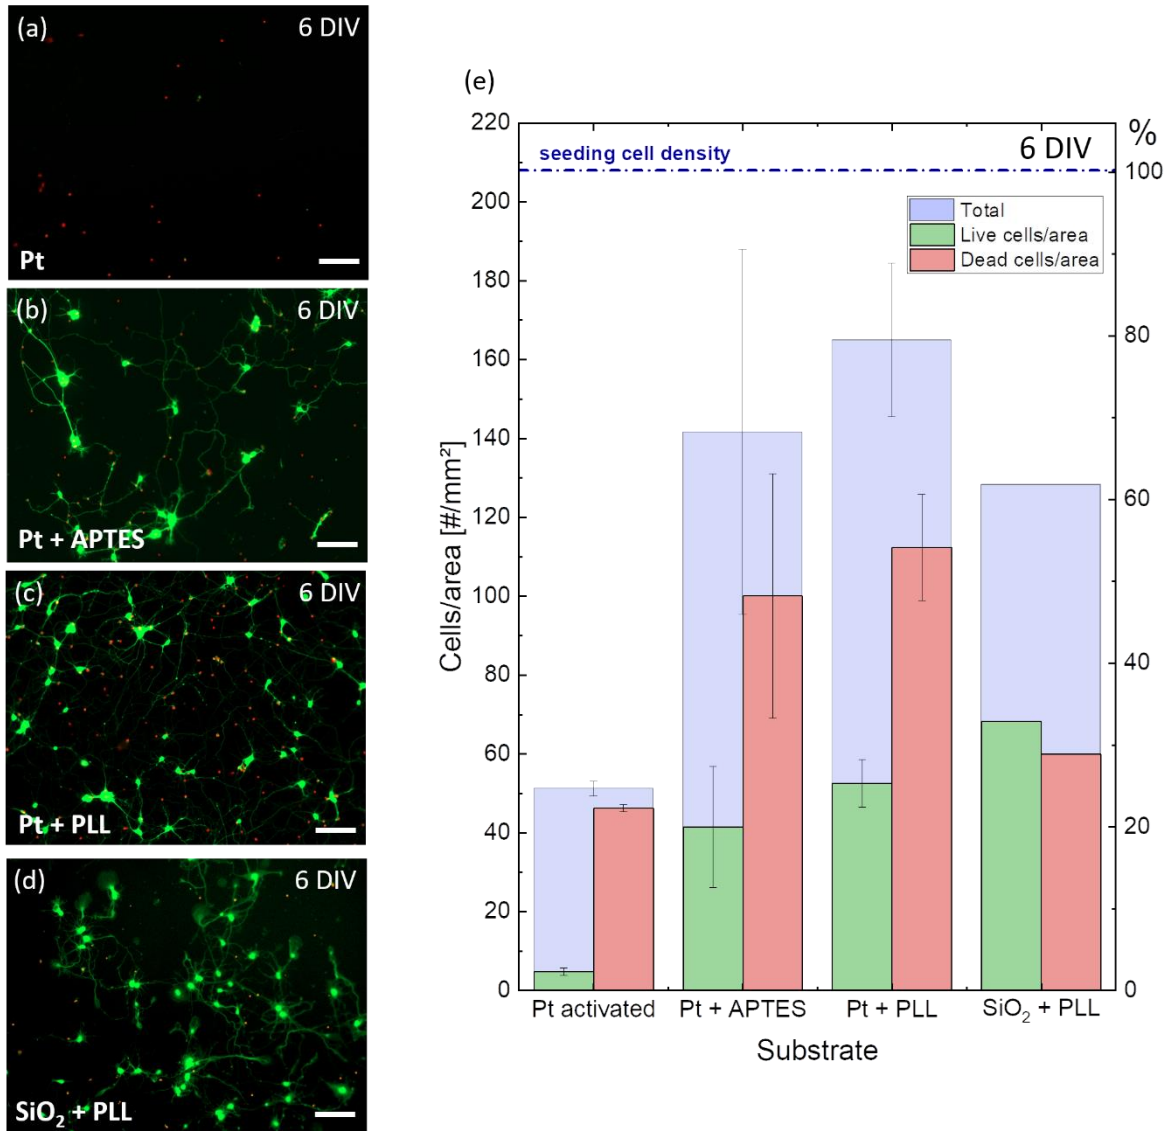 (a) 6 DIV
Pt
(b) 6 DIV
Pt + APTES
(c) 6 DIV
Pt + PLL
(d) 6 DIV
SiO₂ + PLL
(e)
220
200
180
160
140
120
100
80
60
40
20
0
Cells/area [#/mm²]
%
100
80
60
40
20
0
seeding cell density
6 DIV
Total
Live cells/area
Dead cells/area
Pt activated Pt + APTES Pt + PLL SiO₂ + PLL
Substrate